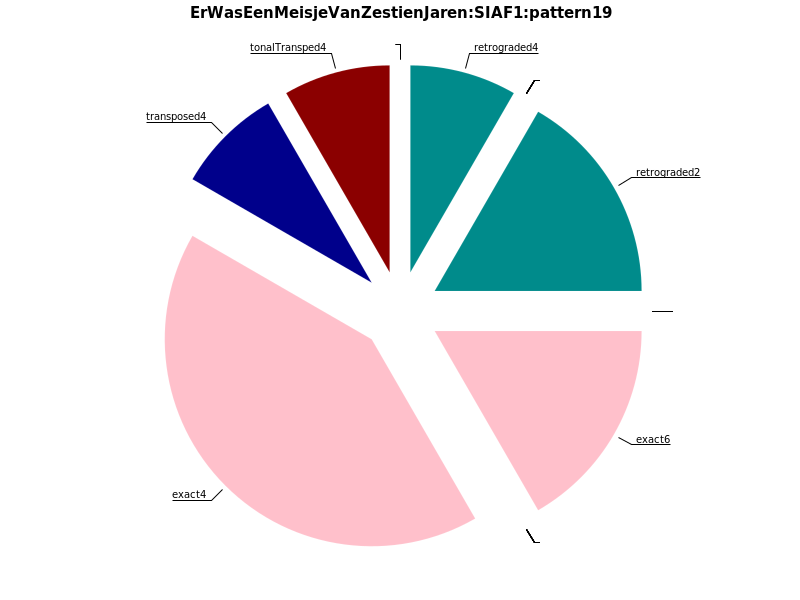 ErWasEenMeisjeVanZestienJaren:SIAF1:pattern19
tonalTransped4
retrograded4
transposed4
retrograded2
exact6
exact4